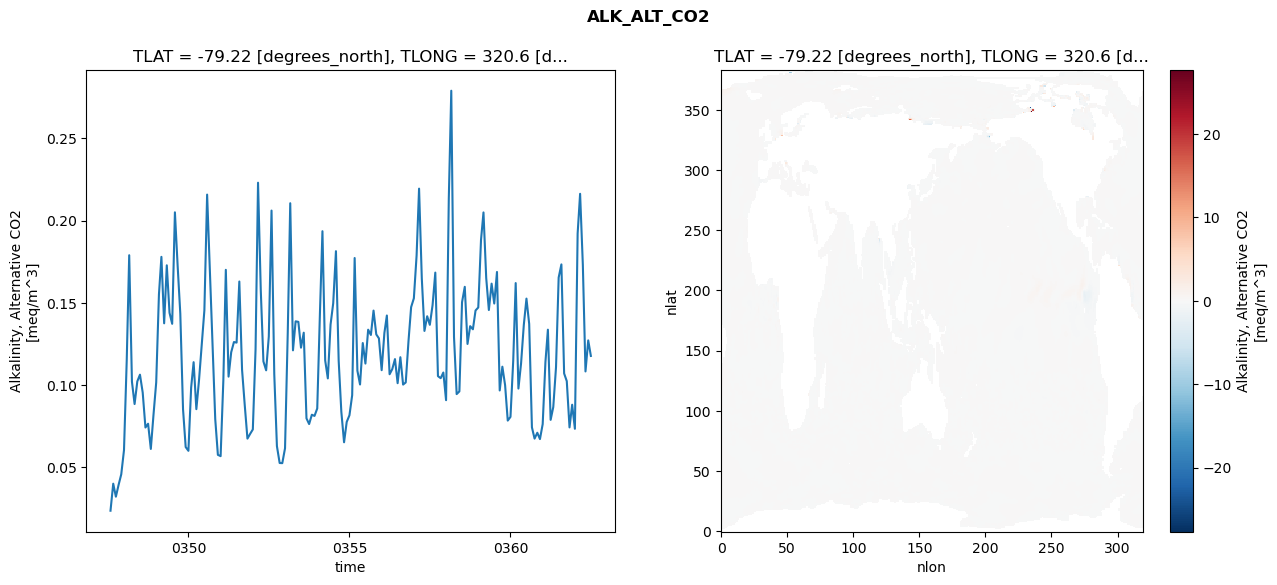 ALK_ALT_CO2
TLAT = -79.22 [degrees_north], TLONG = 320.6 [d...
Alkalinity, Alternative CO2
[meq/m^3]
0.25
0.20
0.15
0.10
0.05
0350
0355
0360
time
TLAT = -79.22 [degrees_north], TLONG = 320.6 [d...
nlat
350
300
250
200
150
100
50
0
0
50
100
150
200
250
300
nlon
20
10
0
−10
−20
Alkalinity, Alternative CO2
[meq/m^3]